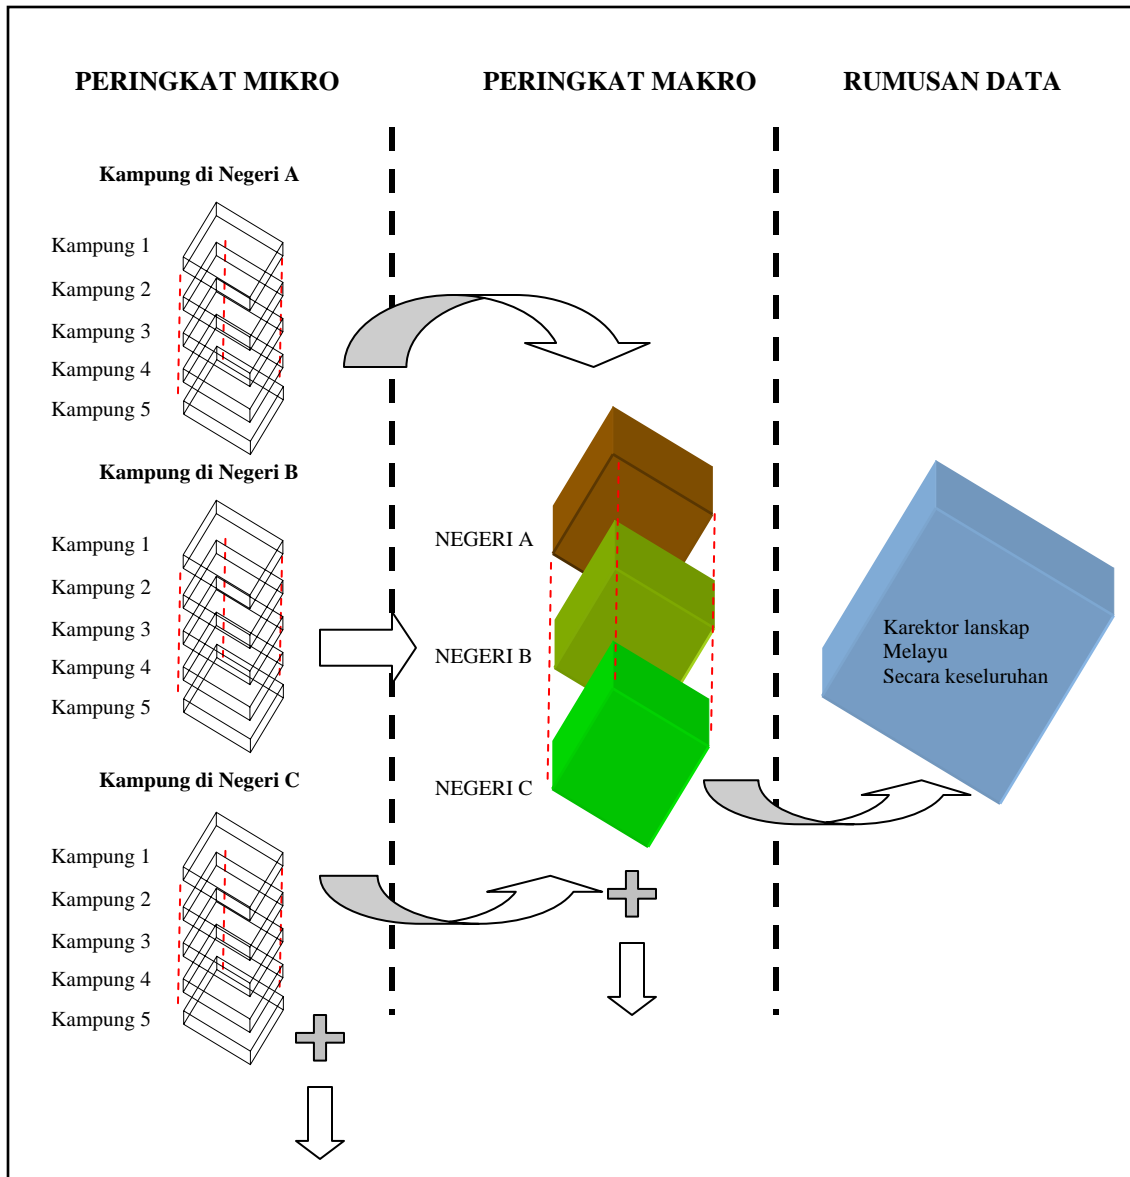 PERINGKAT MIKRO
PERINGKAT MAKRO
RUMUSAN DATA
Kampung di Negeri A
Kampung 1
Kampung 2
Kampung 3
Kampung 4
Kampung 5
Kampung di Negeri B
Kampung 1
Kampung 2
Kampung 3
Kampung 4
Kampung 5
Kampung di Negeri C
Kampung 1
Kampung 2
Kampung 3
Kampung 4
Kampung 5
NEGERI A
NEGERI B
NEGERI C
Karektor lanskap
Melayu
Secara keseluruhan